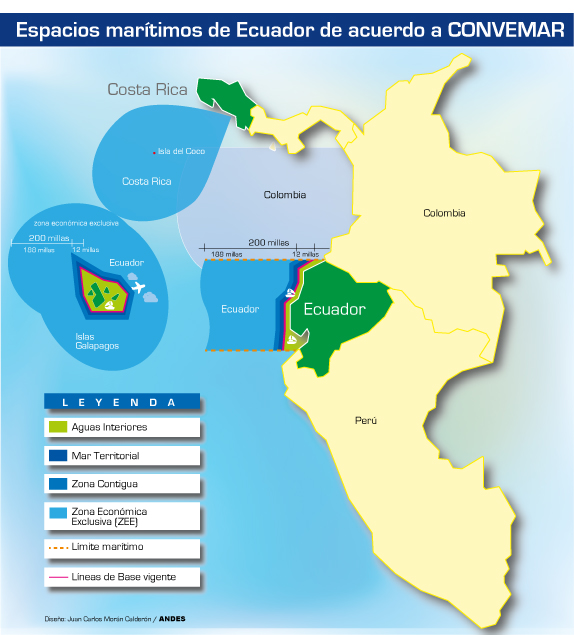 Espacios marítimos de Ecuador de acuerdo a CONVEMAR
Costa Rica
Isla del Coco
Costa Rica
Colombia
Colombia
zona económica exclusiva
200 millas
188 millas
12 millas
Ecuador
Islas
Galapagos
200 millas
188 millas
12 millas
Ecuador
Ecuador
Perú
LEYENDA
Aguas Interiores
Mar Territorial
Zona Contigua
Zona Económica
Exclusiva (ZEE)
Límite marítimo
Líneas de Base vigente
Diseño: Juan Carlos Morán Calderón / ANDES